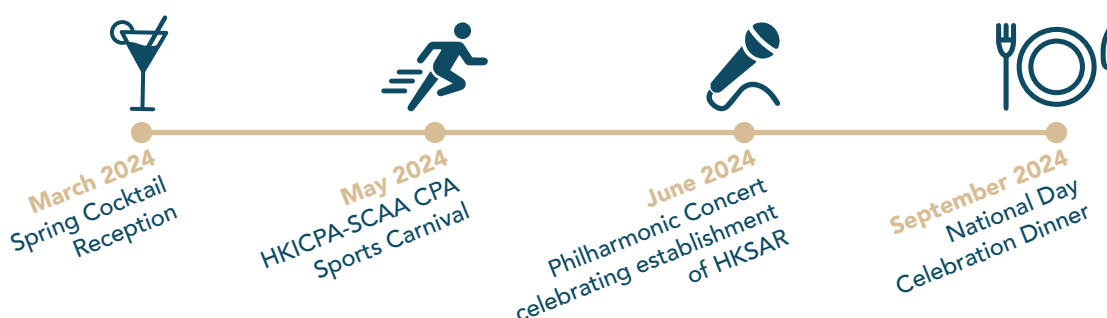 March 2024
Spring Cocktail
Reception
May 2024
HKICPA-SCAA CPA
Sports Carnival
June 2024
Philharmonic Concert
celebrating establishment
of HKSAR
September 2024
National Day
Celebration Dinner